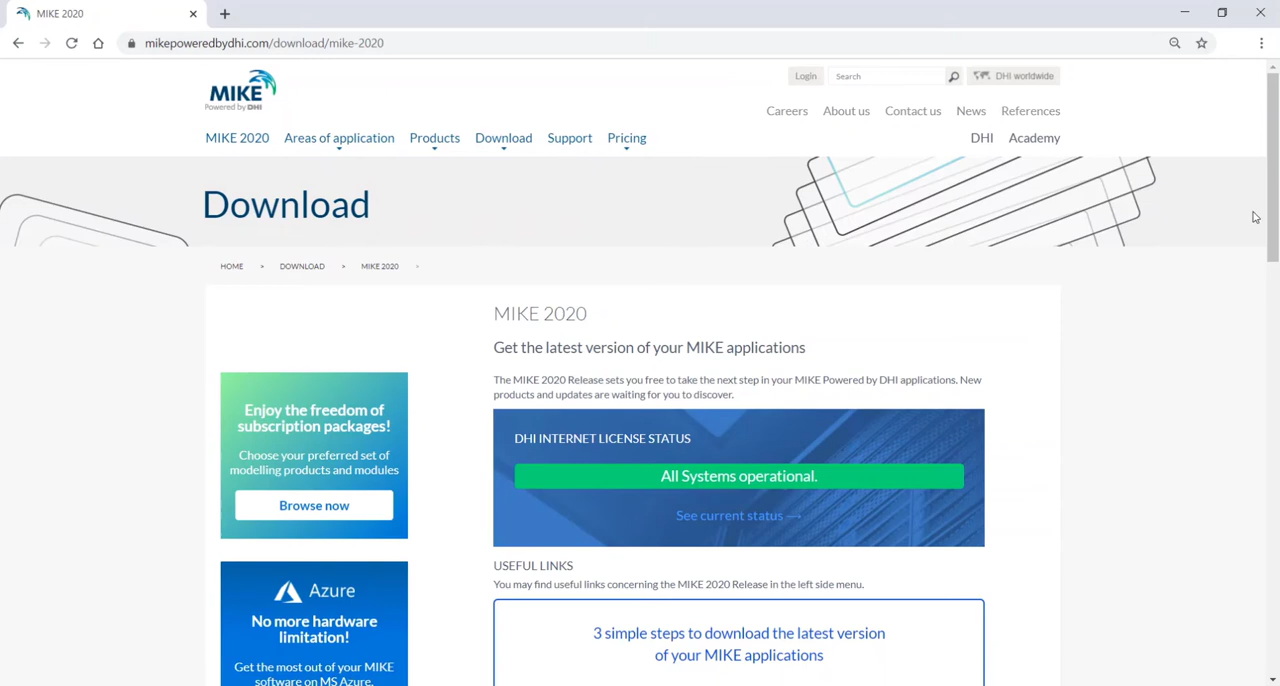 MIKE 2020
mikepoweredbydhi.com/download/mike-2020
MIKE
Powered by DHI
Login
Search
DHI worldwide
Careers About us Contact us News References
MIKE 2020 Areas of application Products Download Support Pricing
DHI Academy
Download
HOME > DOWNLOAD > MIKE 2020 >
MIKE 2020
Get the latest version of your MIKE applications
The MIKE 2020 Release sets you free to take the next step in your MIKE Powered by DHI applications. New
products and updates are waiting for you to discover.
DHI INTERNET LICENSE STATUS
All Systems operational.
See current status →
USEFUL LINKS
You may find useful links concerning the MIKE 2020 Release in the left side menu.
3 simple steps to download the latest version
of your MIKE applications
Enjoy the freedom of
subscription packages!
Choose your preferred set of
modelling products and modules
Browse now
Azure
No more hardware
limitation!
Get the most out of your MIKE
software on MS Azure.